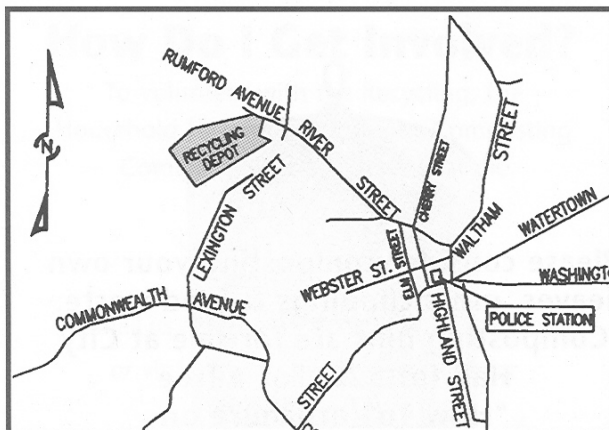 RUMFORD AVENUE
RIVER
STREET
RECYCLING
DEPOT
N
LEXINGTON
STREET
CHERRY STREET
STREET
WALTHAM
WATERTOWN
ELM STREET
WEBSTER ST.
WASHINGT
COMMONWEALTH
AVENUE
POLICE STATION
HIGHLAND STREET
STREET